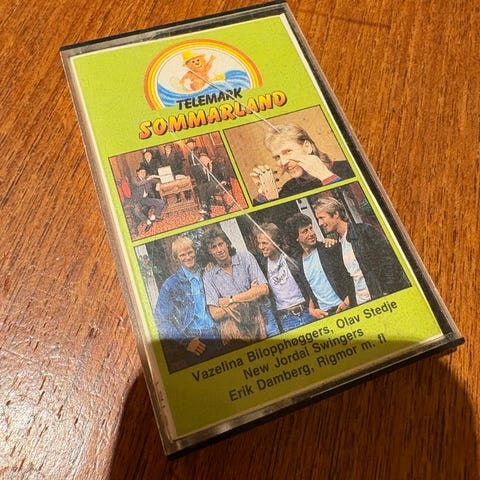 TELEMARK
SOMMARLAND
Vazelina Bilopphøggers, Olav Stedje
New Jordal Swingers
Erik Damberg, Rigmor m. fl